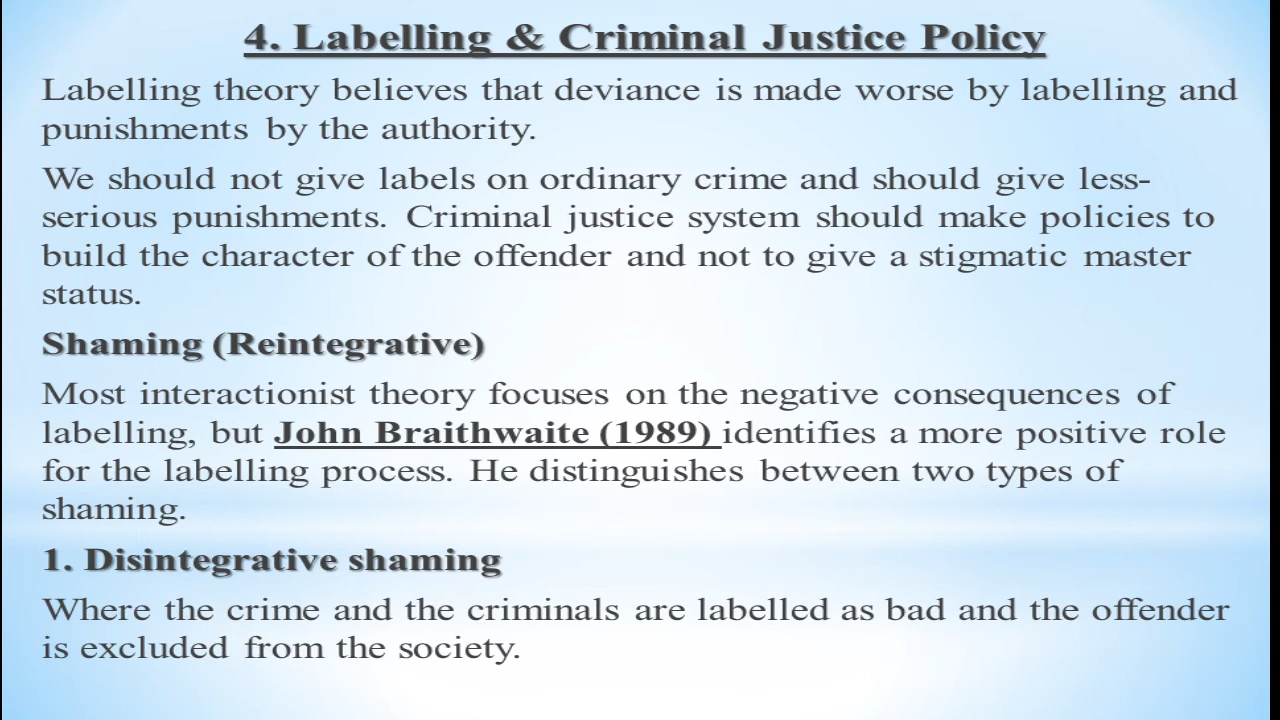 4. Labelling & Criminal Justice Policy
Labelling theory believes that deviance is made worse by labelling and
punishments by the authority.
We should not give labels on ordinary crime and should give less-
serious punishments. Criminal justice system should make policies to
build the character of the offender and not to give a stigmatic master
status.
Shaming (Reintegrative)
Most interactionist theory focuses on the negative consequences of
labelling, but John Braithwaite (1989) identifies a more positive role
for the labelling process. He distinguishes between two types of
shaming.
1. Disintegrative shaming
Where the crime and the criminals are labelled as bad and the offender
is excluded from the society.